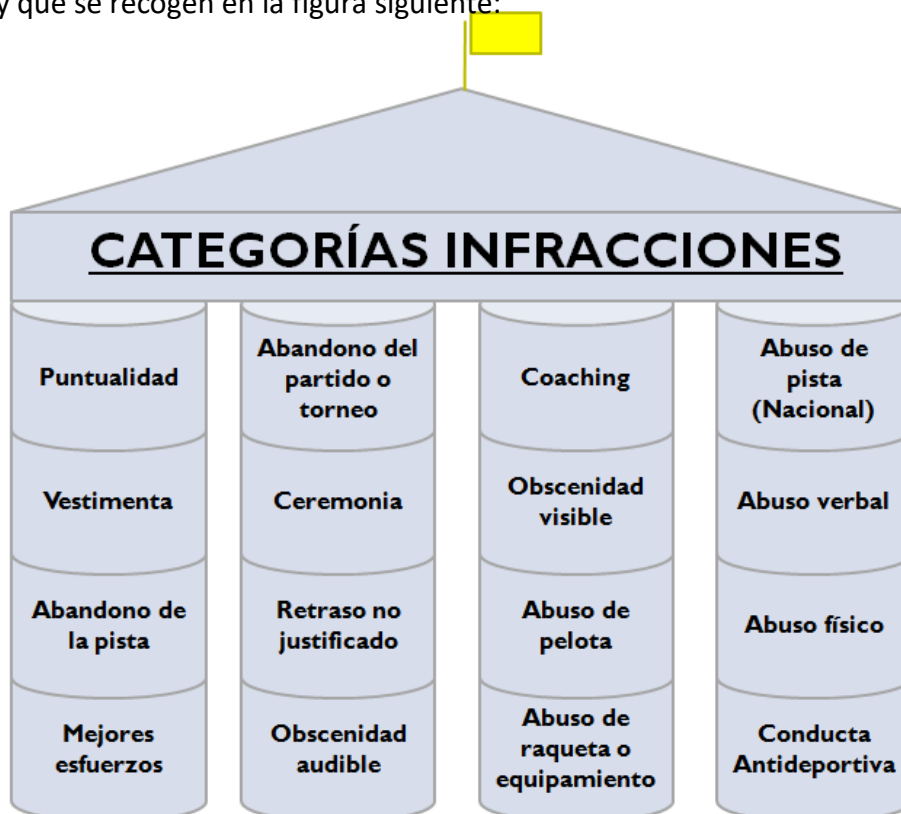 y que se recogen en la figura siguiente:
CATEGORÍAS INFRACCIONES
Puntualidad
Vestimenta
Abandono de
la pista
Mejores
esfuerzos
Abandono del
partido o
torneo
Ceremonia
Retraso no
justificado
Obscenidad
audible
Coaching
Obscenidad
visible
Abuso de
pelota
Abuso de
raqueta o
equipamiento
Abuso de
pista
(Nacional)
Abuso verbal
Abuso físico
Conducta
Antideportiva